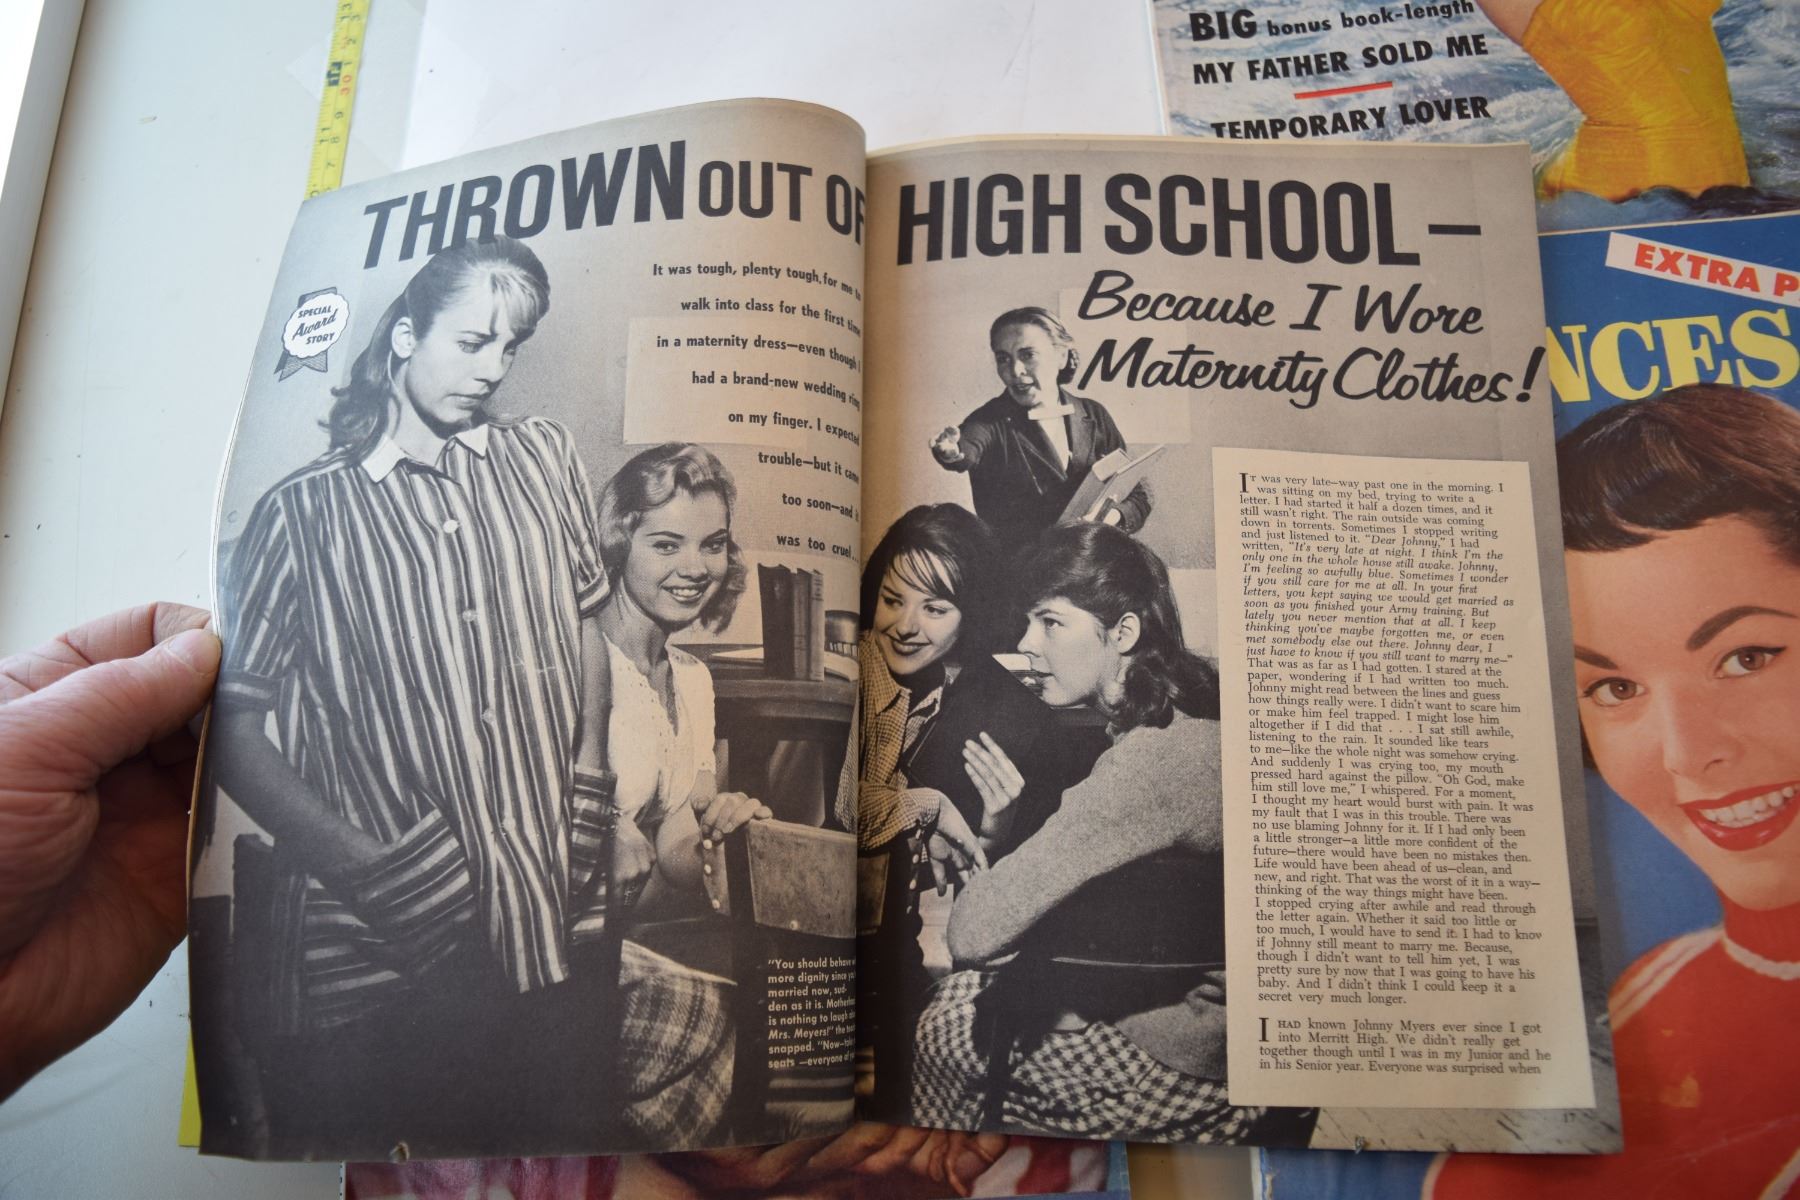 BIG bonus book-length
MY FATHER SOLD ME
TEMPORARY LOVER
EXTRA
NCES
THROWN OUT OF HIGH SCHOOL —
Because I Wore
Maternity Clothes!
SPECIAL
Award
STORY
It was tough, plenty tough, for me to
walk into class for the first time
in a maternity dress—even though I
had a brand-new wedding ring
on my finger. I expected
trouble—but it came
too soon—and it
was too cruel...
"You should behave
more dignity since
married now, sud-
den as it is.
is nothing to laugh
Mrs. Meyers!" the
snapped. "Now—
seats —everyone of
IT was very late—way past one in the morning. I
was sitting on my bed, trying to write a
letter. I had started it half a dozen times, and it
still wasn't right. The rain outside was coming
down in torrents. Sometimes I stopped writing
and just listened to it. "Dear Johnny," I had
written, "It's very late at night. I think I'm the
only one in the whole house still awake. Johnny,
I'm feeling so awfully blue. Sometimes I wonder
if you still care for me at all. In your first
letters, you kept saying we would get married as
soon as you finished your Army training. But
lately you never mention that at all. I keep
thinking you've maybe forgotten me, or even
met somebody else out there. Johnny dear, I
just have to know if you still want to marry me—"
That was as far as I had gotten. I stared at the
paper, wondering if I had written too much.
Johnny might read between the lines and guess
how things really were. I didn't want to scare him
or make him feel trapped. I might lose him
altogether if I did that . . . I sat still awhile,
listening to the rain. It sounded like tears
to me—like the whole night was somehow crying.
And suddenly I was crying too, my mouth
pressed hard against the pillow. "Oh God, make
him still love me," I whispered. For a moment,
I thought my heart would burst with pain. It was
my fault that I was in this trouble. There was
no use blaming Johnny for it. If I had only been
a little stronger—a little more confident of the
future—there would have been no mistakes then.
Life would have been ahead of us—clean, and
new, and right. That was the worst of it in a way—
thinking of the way things might have been.
I stopped crying after awhile and read through
the letter again. Whether it said too little or
too much, I would have to send it. I had to know
if Johnny still meant to marry me. Because,
though I didn't want to tell him yet, I was
pretty sure by now that I was going to have his
baby. And I didn't think I could keep it a
secret very much longer.
I HAD known Johnny Myers ever since I got
into Merritt High. We didn't really get
together though until I was in my Junior and he
in his Senior year. Everyone was surprised when
17